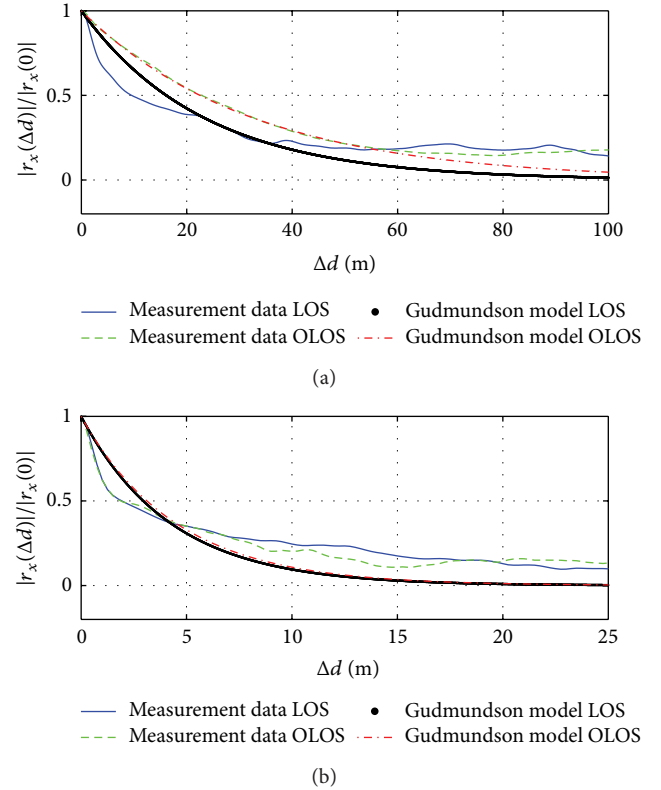 1
0.5
0
|r_x(Δd)|/|r_x(0)|
0 20 40 60 80 100
Δd (m)
Measurement data LOS
Measurement data OLOS
Gudmundson model LOS
Gudmundson model OLOS
(a)
1
0.5
0
|r_x(Δd)|/|r_x(0)|
0 5 10 15 20 25
Δd (m)
Measurement data LOS
Measurement data OLOS
Gudmundson model LOS
Gudmundson model OLOS
(b)